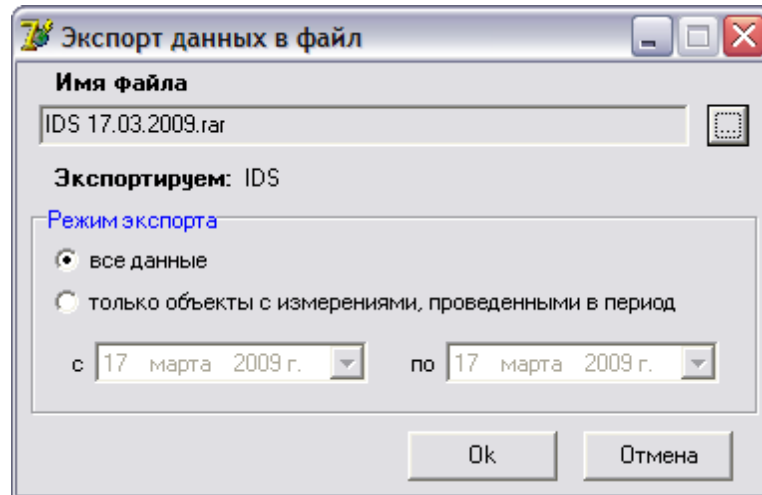 Экспорт данных в файл
Имя файла
IDS 17.03.2009.rar
...
Экспортируем: IDS
Режим экспорта
все данные
только объекты с измерениями, проведенными в период
с 17 марта 2009 г. по 17 марта 2009 г.
Ok Отмена